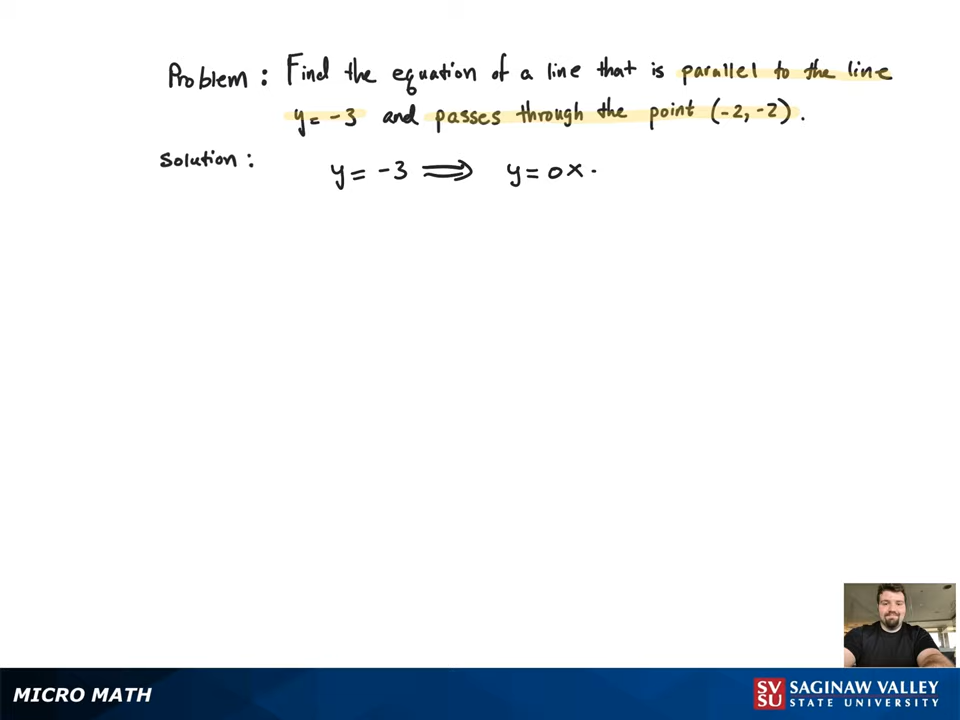 Problem : Find the equation of a line that is parallel to the line
y = -3 and passes through the point (-2, -2).
Solution :
y = -3 ⟹ y = 0x -
MICRO MATH
SV SU SAGINAW VALLEY
STATE UNIVERSITY